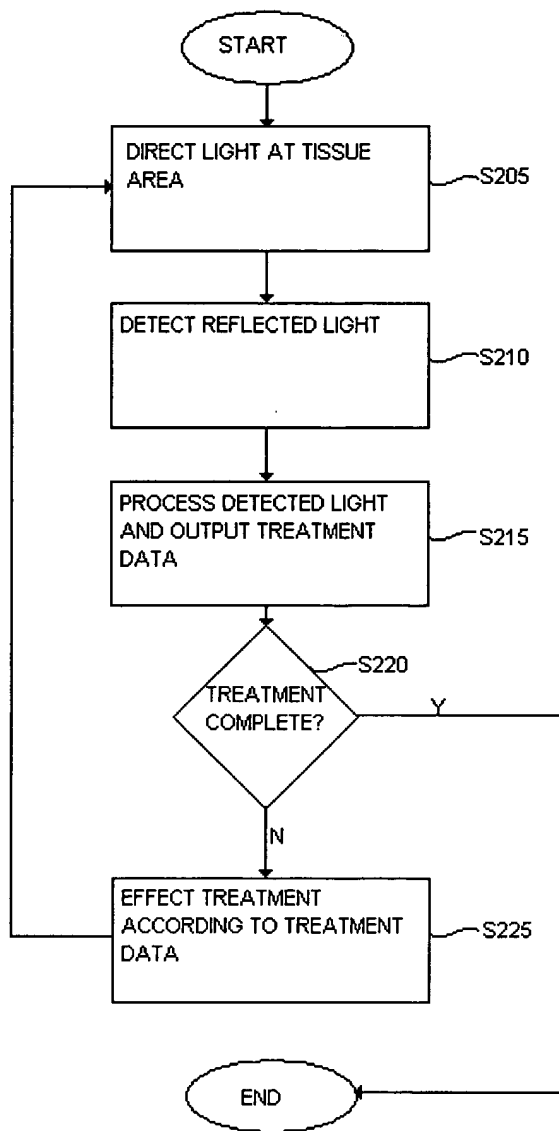 START
DIRECT LIGHT AT TISSUE
AREA
S205
DETECT REFLECTED LIGHT
S210
PROCESS DETECTED LIGHT
AND OUTPUT TREATMENT
DATA
S215
S220
TREATMENT
COMPLETE?
Y
N
EFFECT TREATMENT
ACCORDING TO TREATMENT
DATA
S225
END